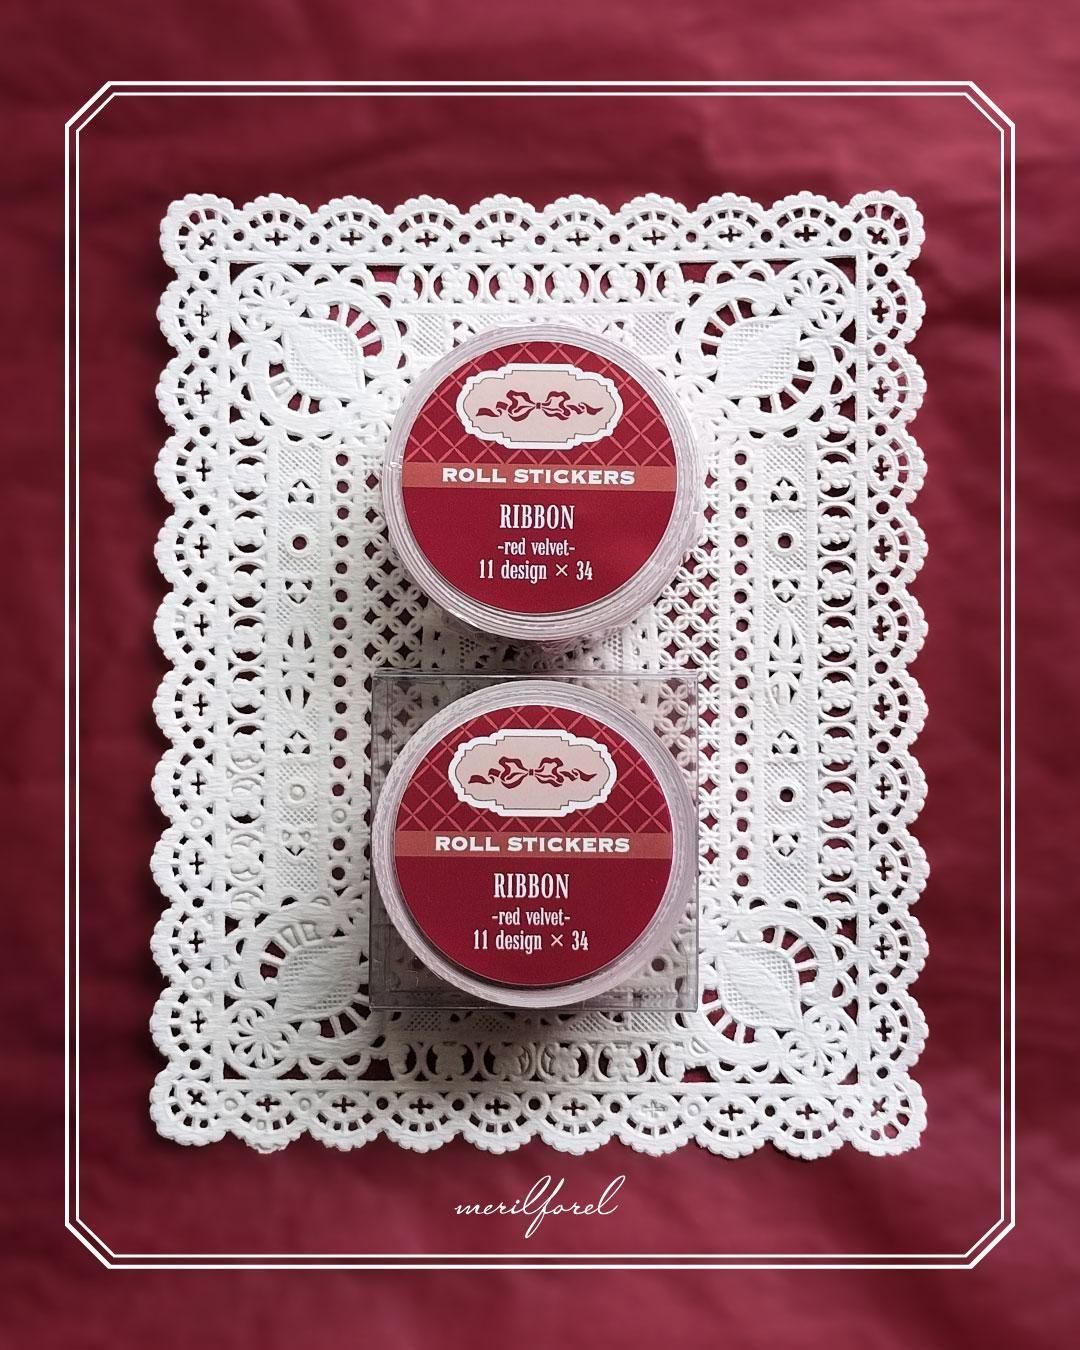 ROLL STICKERS
RIBBON
-red velvet-
11 design × 34
ROLL STICKERS
RIBBON
-red velvet-
11 design × 34
merilforel